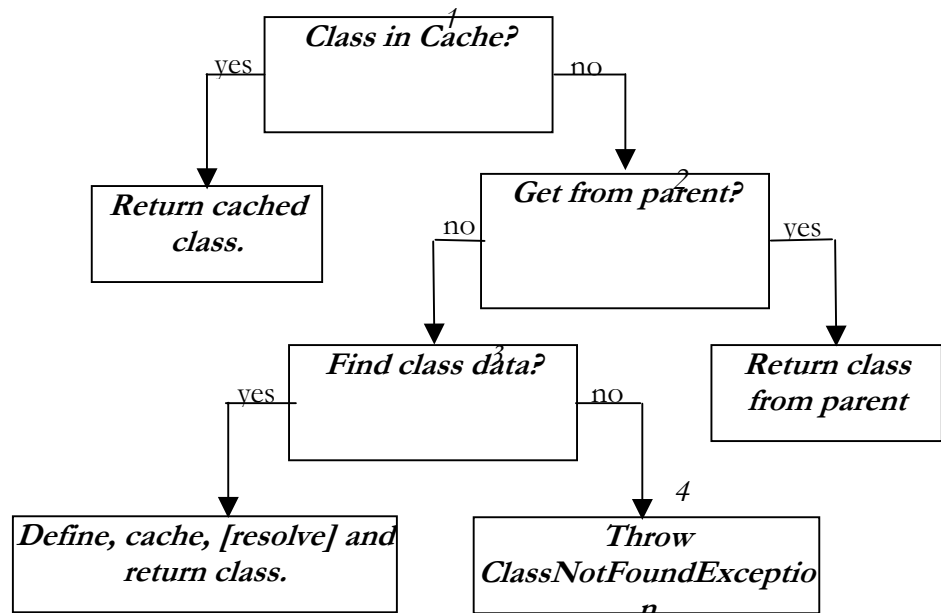 1
Class in Cache?
yes
no
2
Get from parent?
Return cached
class.
no
yes
3
Find class data?
Return class
from parent
yes
no
4
Define, cache, [resolve] and
return class.
Throw
ClassNotFoundExceptio
n